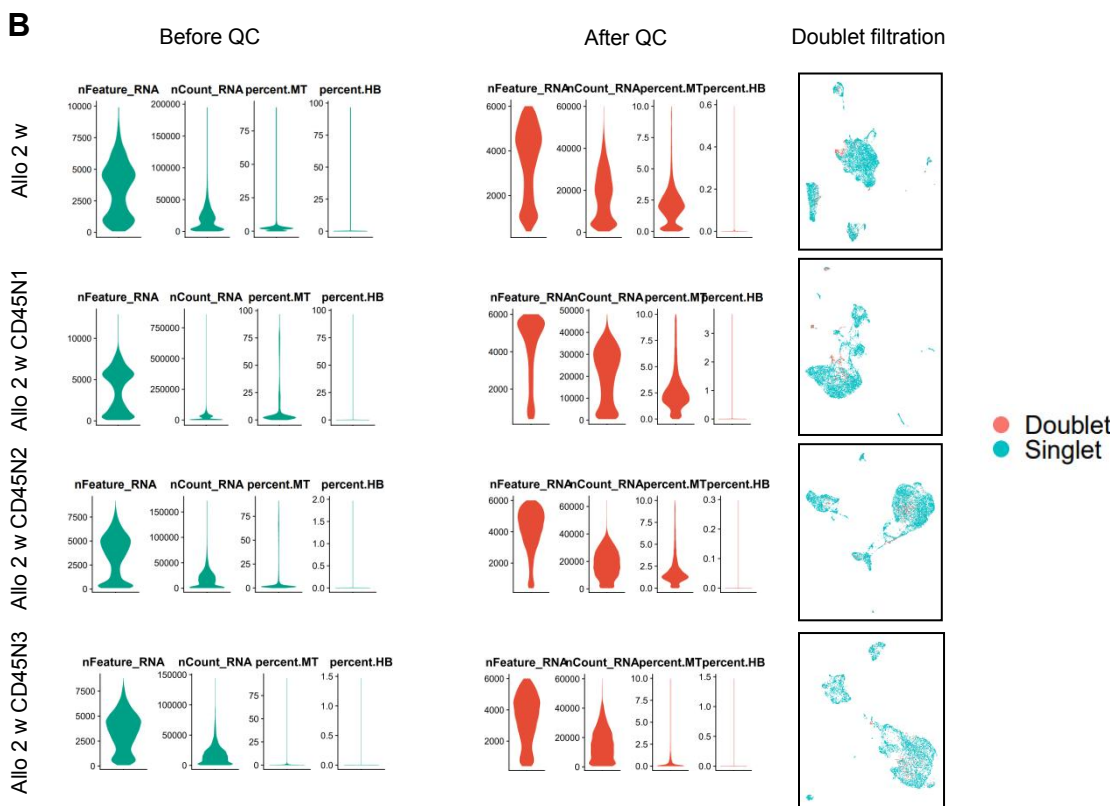 B
Before QC
After QC
Doublet filtration
Allo 2 w
nFeature_RNA nCount_RNA percent.MT percent.HB
10000 7500 5000 2500 0
200000 150000 100000 50000 0
75 50 25 0
100 75 50 25 0
nFeature_RNA nCount_RNA percent.MT percent.HB
6000 4000 2000
60000 40000 20000 0
10.0 7.5 5.0 2.5 0.0
0.6 0.4 0.2 0.0
Allo 2 w CD45N1
nFeature_RNA nCount_RNA percent.MT percent.HB
10000 5000 0
750000 500000 250000 0
100 75 50 25 0
100 75 50 25 0
nFeature_RNA nCount_RNA percent.MT percent.HB
6000 4000 2000
50000 40000 30000 20000 10000 0
10.0 7.5 5.0 2.5 0.0
3 2 1 0
Doublet
Singlet
Allo 2 w CD45N2
nFeature_RNA nCount_RNA percent.MT percent.HB
7500 5000 2500 0
150000 100000 50000 0
75 50 25 0
2.0 1.5 1.0 0.5 0.0
nFeature_RNA nCount_RNA percent.MT percent.HB
6000 4000 2000
60000 40000 20000 0
10.0 7.5 5.0 2.5 0.0
0.3 0.2 0.1 0.0
Allo 2 w CD45N3
nFeature_RNA nCount_RNA percent.MT percent.HB
7500 5000 2500 0
150000 100000 50000 0
75 50 25 0
1.5 1.0 0.5 0.0
nFeature_RNA nCount_RNA percent.MT percent.HB
6000 4000 2000
60000 40000 20000 0
10.0 7.5 5.0 2.5 0.0
1.5 1.0 0.5 0.0